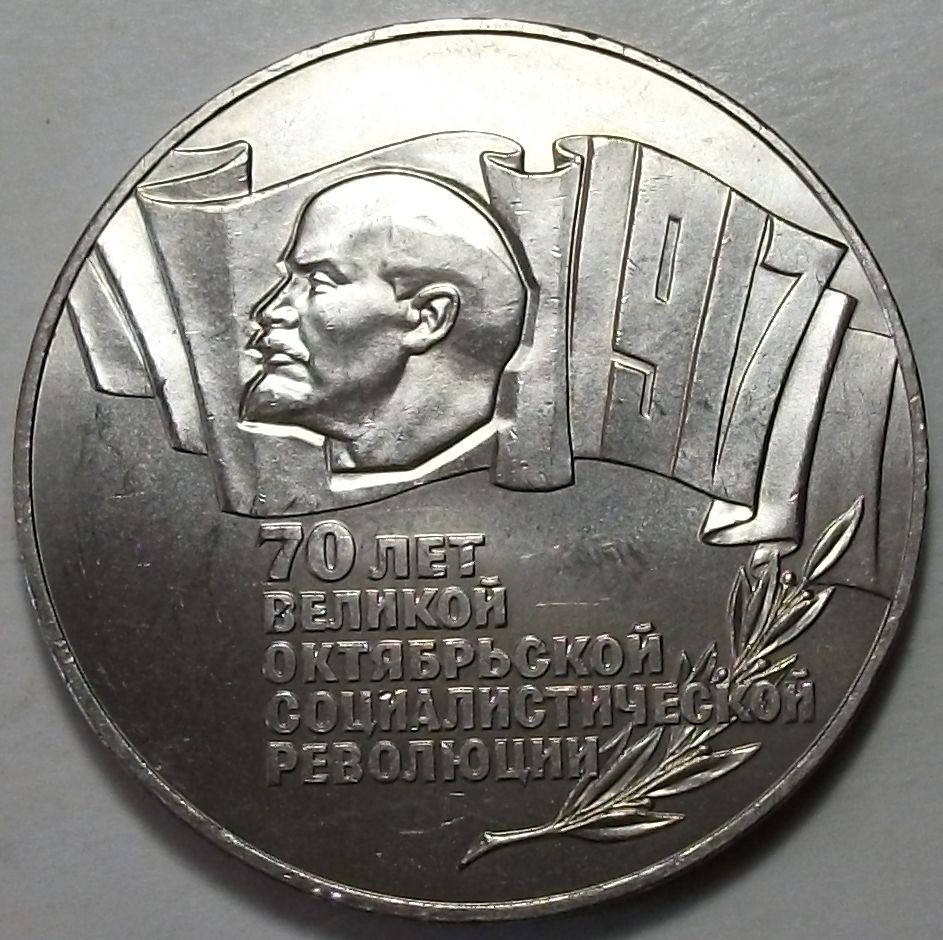 1917
70 ЛЕТ
ВЕЛИКОЙ
ОКТЯБРЬСКОЙ
СОЦИАЛИСТИЧЕСКОЙ
РЕВОЛЮЦИИ